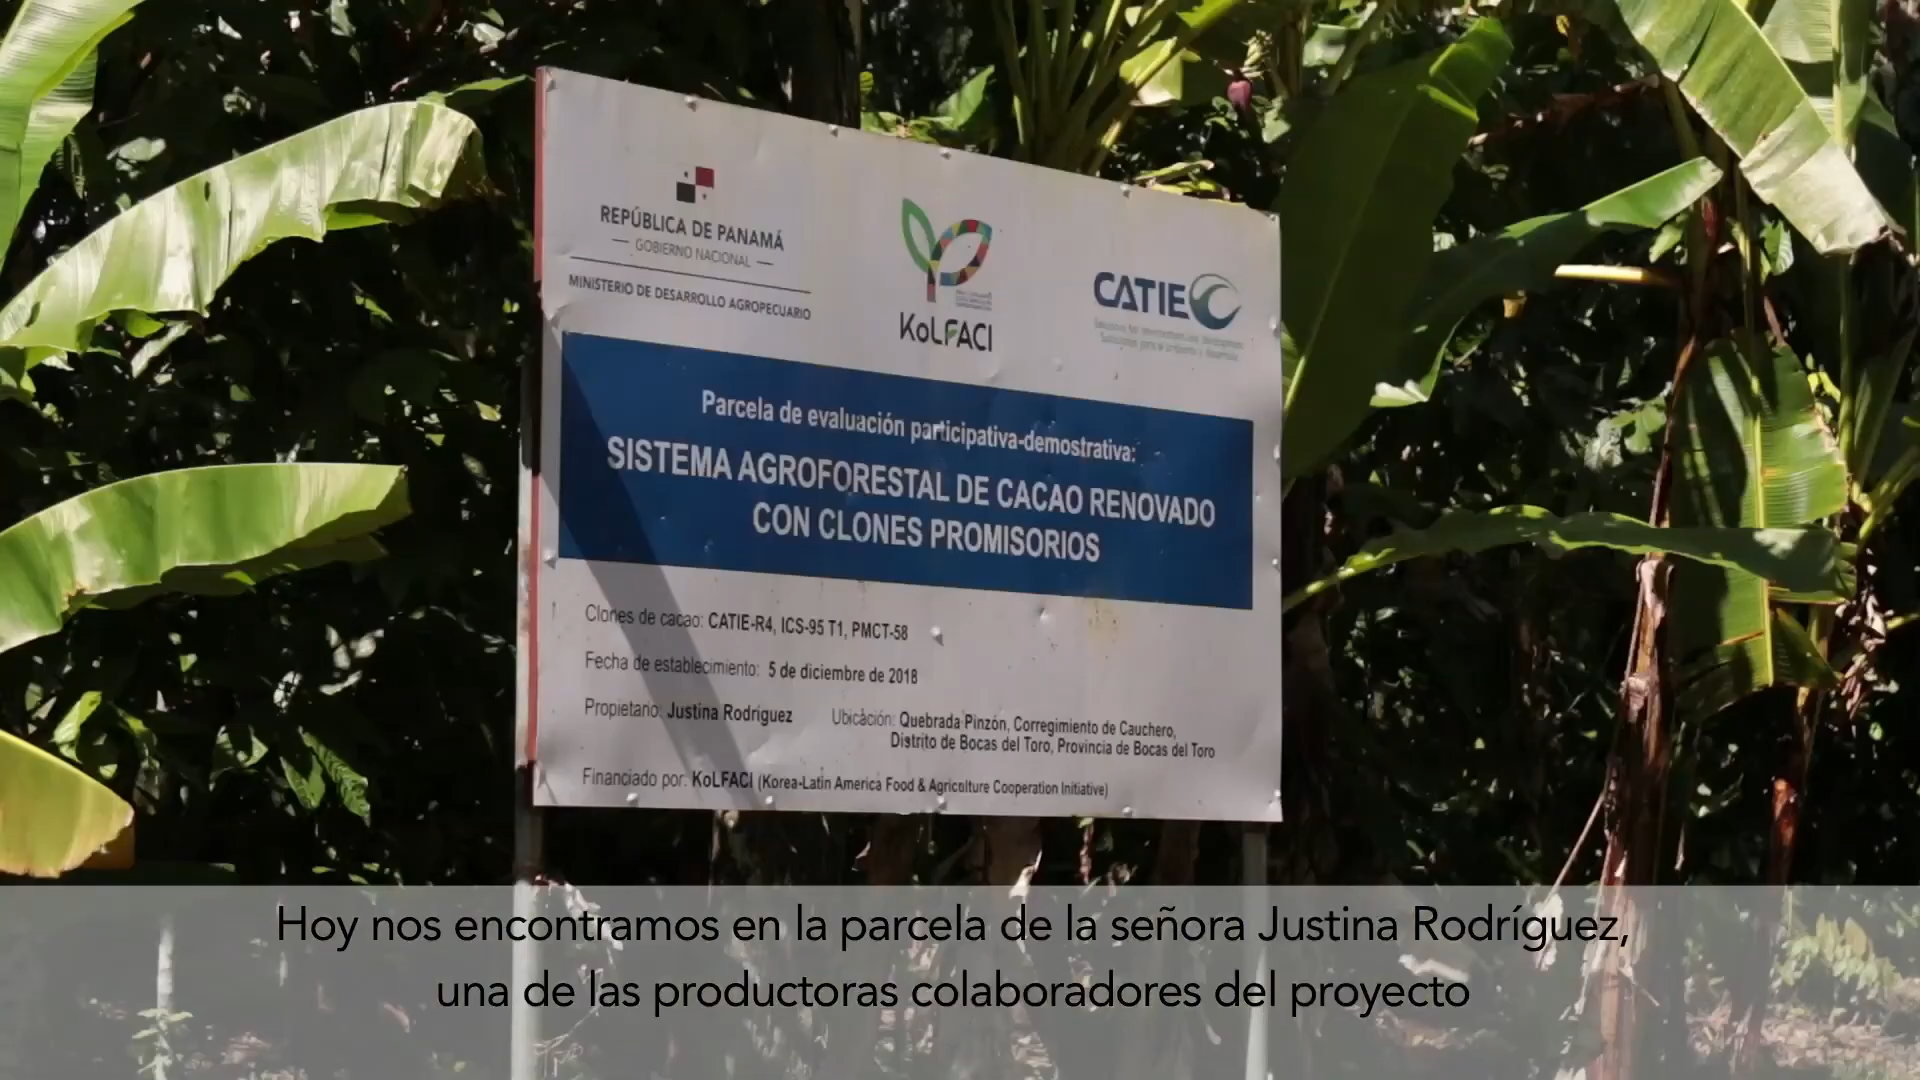 REPÚBLICA DE PANAMÁ
GOBIERNO NACIONAL
MINISTERIO DE DESARROLLO AGROPECUARIO
KoLFACI
CATIE
Parcela de evaluación participativa-demostrativa:
SISTEMA AGROFORESTAL DE CACAO RENOVADO
CON CLONES PROMISORIOS
Clones de cacao: CATIE-R4, ICS-95 T1, PMCT-58
Fecha de establecimiento: 5 de diciembre de 2018
Propietario: Justina Rodríguez
Ubicación: Quebrada Pinzón, Corregimiento de Cauchero,
Distrito de Bocas del Toro, Provincia de Bocas del Toro
Financiado por: KoLFACI (Korea-Latin America Food & Agriculture Cooperation Initiative)
Hoy nos encontramos en la parcela de la señora Justina Rodríguez,
una de las productoras colaboradores del proyecto